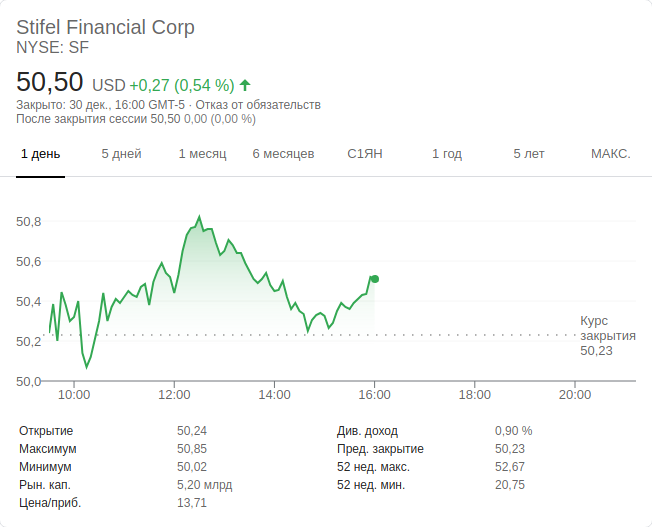 Stifel Financial Corp
NYSE: SF
50,50 USD +0,27 (0,54 %)
Закрыто: 30 дек., 16:00 GMT-5 · Отказ от обязательств
После закрытия сессии 50,50 0,00 (0,00 %)
1 день 5 дней 1 месяц 6 месяцев С1ЯН 1 год 5 лет МАКС.
50,8
50,6
50,4
50,2
50,0
Курс
закрытия
50,23
10:00 12:00 14:00 16:00 18:00 20:00
Открытие 50,24 Див. доход 0,90 %
Максимум 50,85 Пред. закрытие 50,23
Минимум 50,02 52 нед. макс. 52,67
Рын. кап. 5,20 млрд 52 нед. мин. 20,75
Цена/приб. 13,71